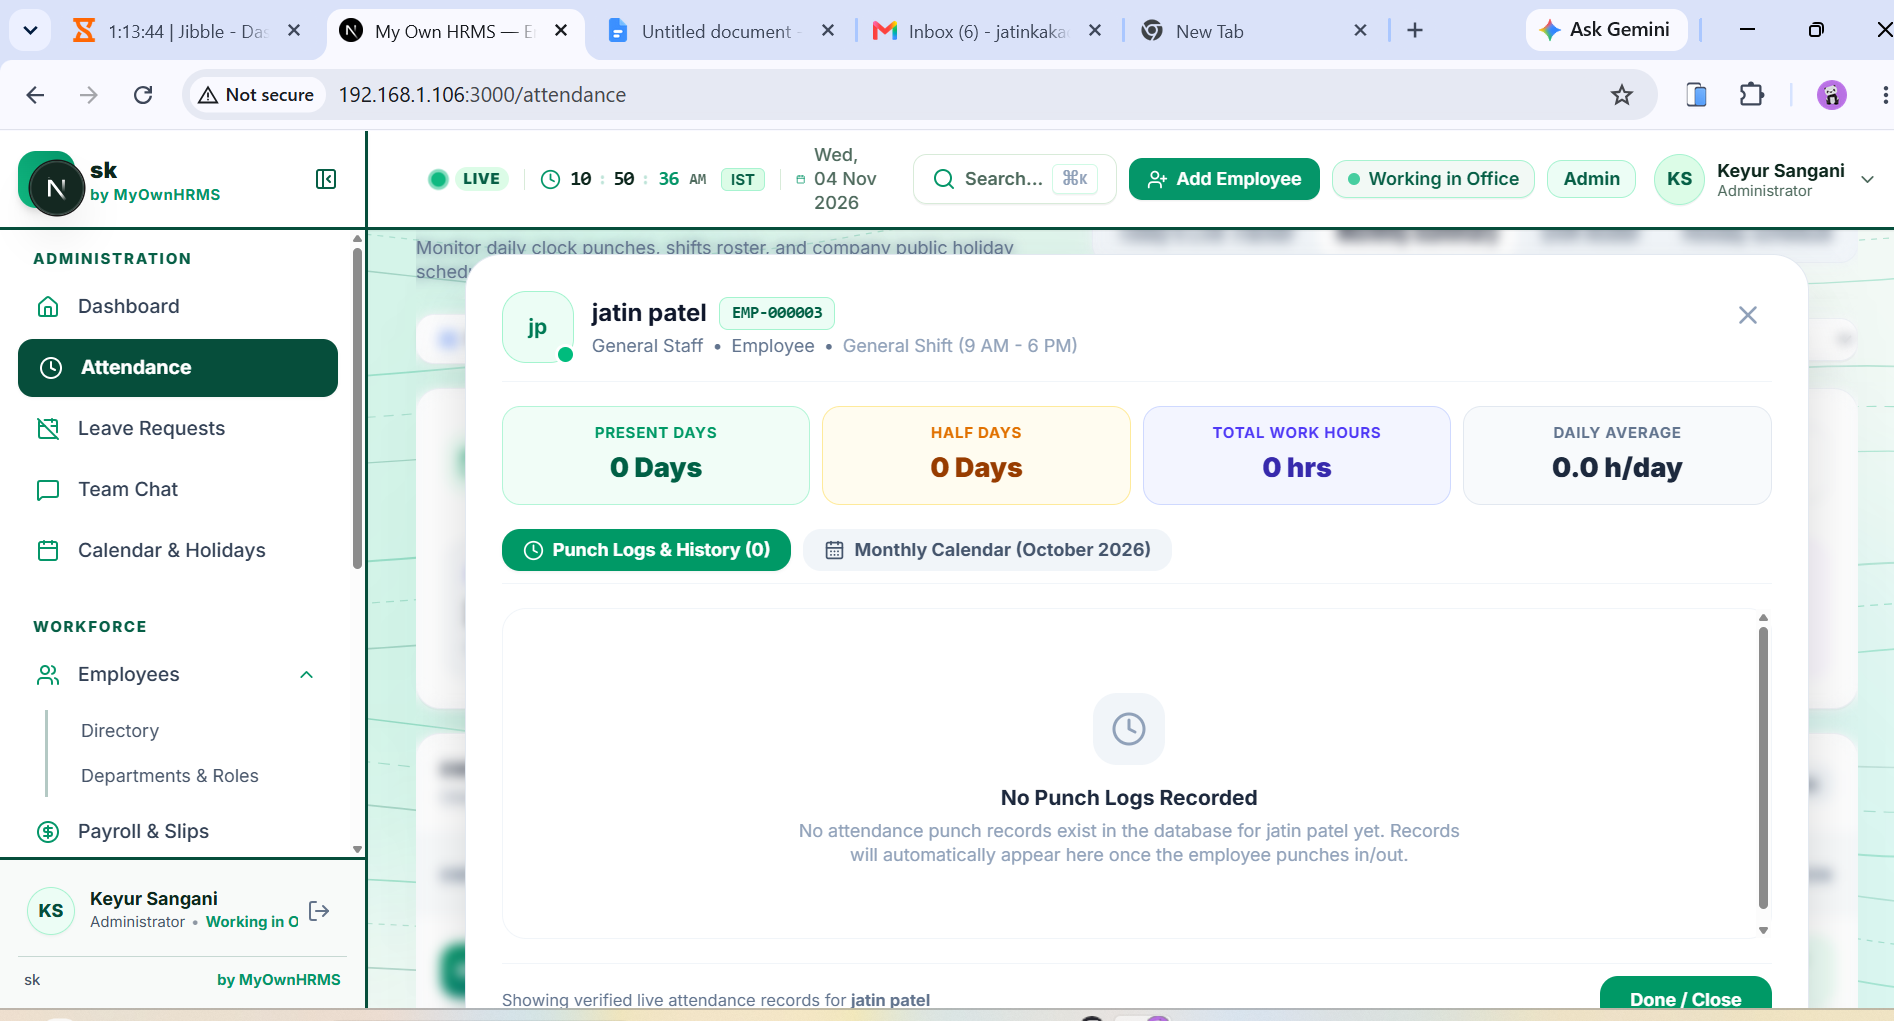 1:13:44 | Jibble - Das
My Own HRMS — E
Untitled document -
Inbox (6) - jatinkaka
New Tab
Ask Gemini
Not secure
192.168.1.106:3000/attendance
N
sk
by MyOwnHRMS
LIVE
10 : 50 : 36 AM IST
Wed,
04 Nov
2026
Search...
⌘K
Add Employee
Working in Office
Admin
KS
Keyur Sangani
Administrator
ADMINISTRATION
Dashboard
Attendance
Leave Requests
Team Chat
Calendar & Holidays
WORKFORCE
Employees
Directory
Departments & Roles
Payroll & Slips
KS
Keyur Sangani
Administrator • Working in O
sk
by MyOwnHRMS
Monitor daily clock punches, shifts roster, and company public holiday
jp
jatin patel
EMP-000003
General Staff • Employee • General Shift (9 AM - 6 PM)
PRESENT DAYS
0 Days
HALF DAYS
0 Days
TOTAL WORK HOURS
0 hrs
DAILY AVERAGE
0.0 h/day
Punch Logs & History (0)
Monthly Calendar (October 2026)
No Punch Logs Recorded
No attendance punch records exist in the database for jatin patel yet. Records
will automatically appear here once the employee punches in/out.
Showing verified live attendance records for jatin patel
Done / Close